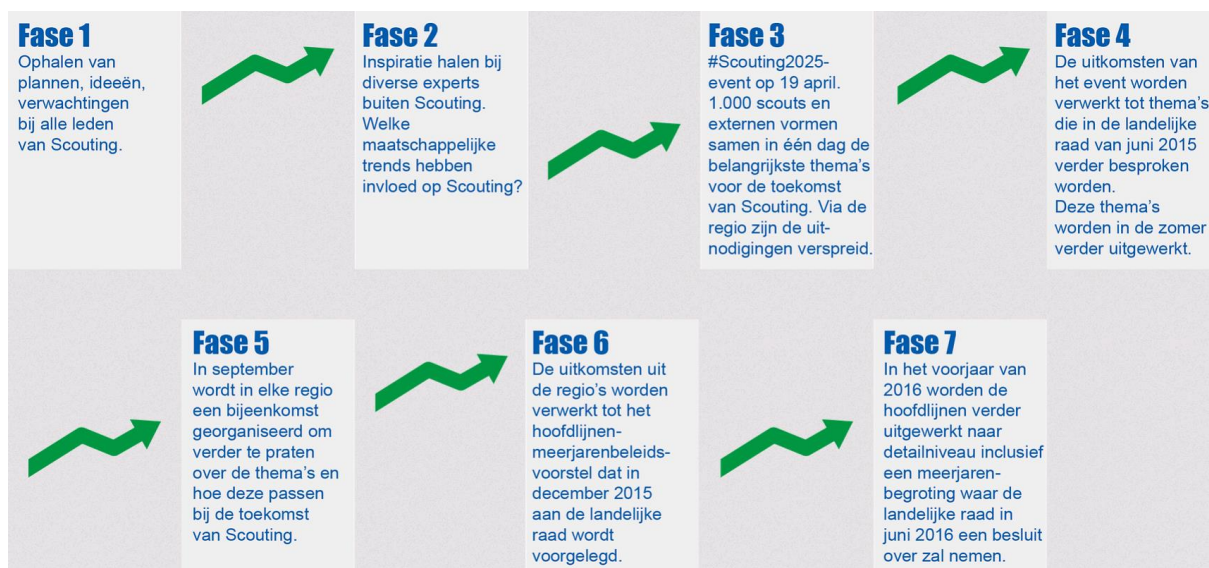 Fase 1
Ophalen van
plannen, ideeën,
verwachtingen
bij alle leden
van Scouting.
Fase 2
Inspiratie halen bij
diverse experts
buiten Scouting.
Welke
maatschappelijke
trends hebben
invloed op Scouting?
Fase 3
#Scouting2025-
event op 19 april.
1.000 scouts en
externen vormen
samen in één dag de
belangrijkste thema's
voor de toekomst
van Scouting. Via de
regio zijn de uit-
nodigingen verspreid.
Fase 4
De uitkomsten van
het event worden
verwerkt tot thema's
die in de landelijke
raad van juni 2015
verder besproken
worden.
Deze thema's
worden in de zomer
verder uitgewerkt.
Fase 5
In september
wordt in elke regio
een bijeenkomst
georganiseerd om
verder te praten
over de thema's en
hoe deze passen
bij de toekomst
van Scouting.
Fase 6
De uitkomsten uit
de regio's worden
verwerkt tot het
hoofdlijnen-
meerjarenbeleids-
voorstel dat in
december 2015
aan de landelijke
raad wordt
voorgelegd.
Fase 7
In het voorjaar van
2016 worden de
hoofdlijnen verder
uitgewerkt naar
detailniveau inclusief
een meerjaren-
begroting waar de
landelijke raad in
juni 2016 een besluit
over zal nemen.